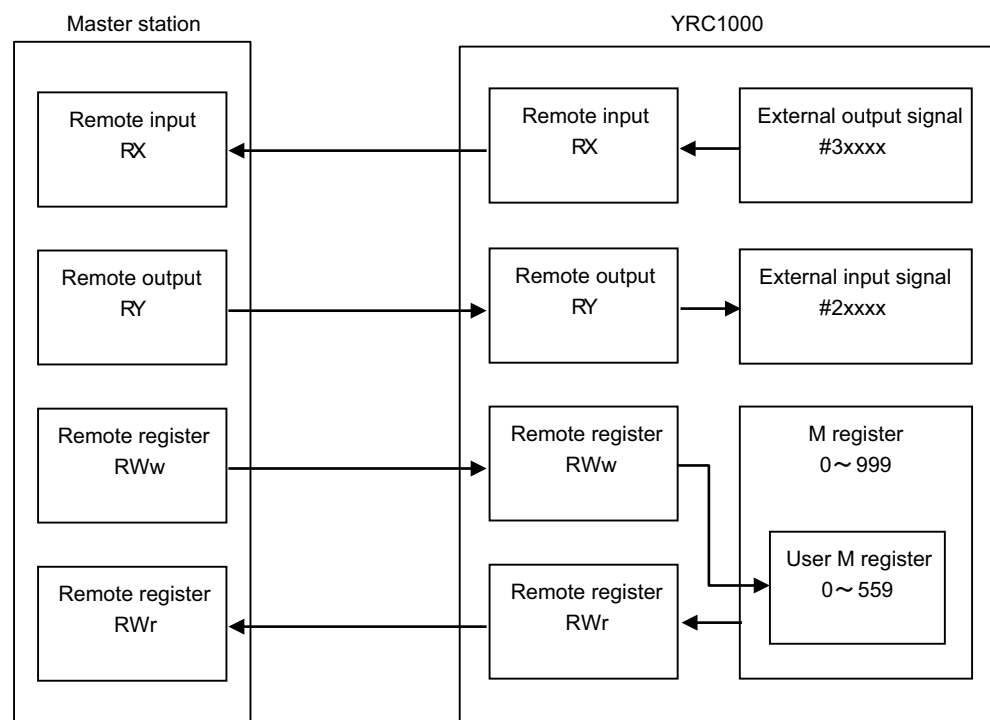 Master station
YRC1000
Remote input
RX
Remote input
RX
External output signal
#3xxxx
Remote output
RY
Remote output
RY
External input signal
#2xxxx
Remote register
RWw
Remote register
RWw
M register
0～999
User M register
0～559
Remote register
RWr
Remote register
RWr